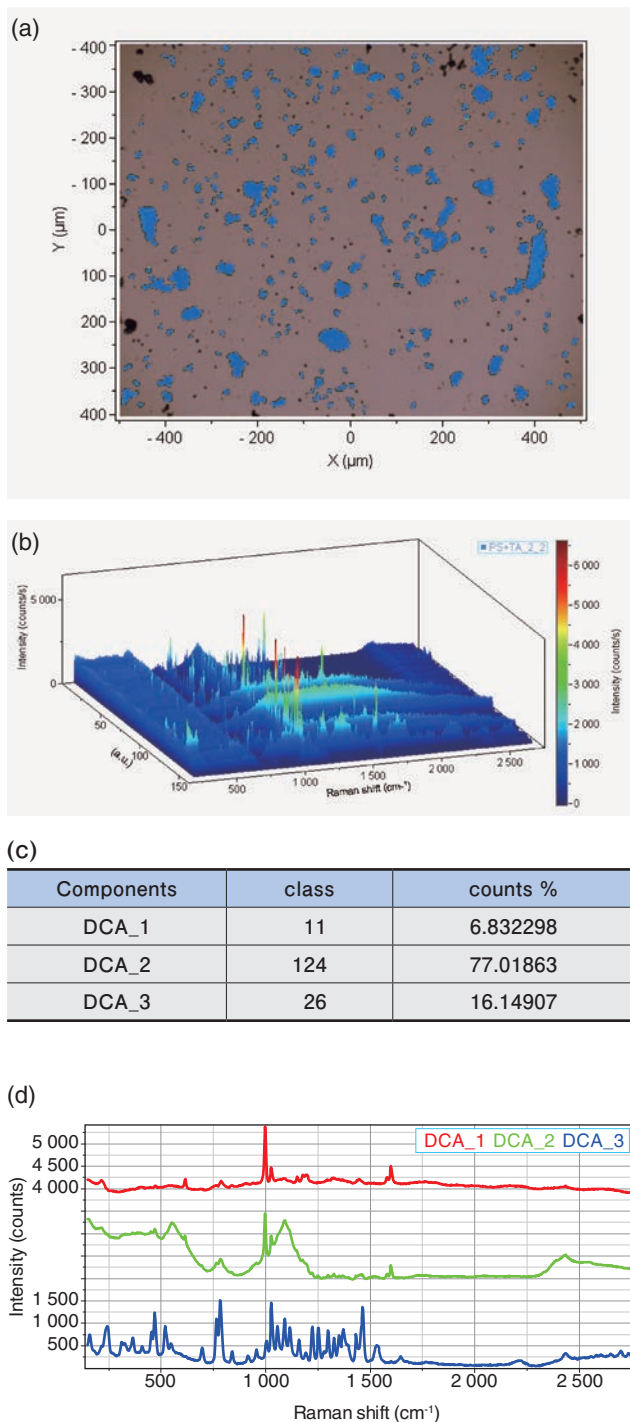 (a)
- 400
- 300
- 200
- 100
0
100
200
300
400
Y (µm)
- 400 - 200 0 200 400
X (µm)
(b)
PS+TA_2_2
5 000
0
Intensity (counts/s)
50
100
150
(a.u.)
500 1 000 1 500 2 000 2 500
Raman shift (cm-¹)
6 000
5 000
4 000
3 000
2 000
1 000
0
Intensity (counts/s)
(c)
Components class counts %
DCA_1 11 6.832298
DCA_2 124 77.01863
DCA_3 26 16.14907
(d)
DCA_1 DCA_2 DCA_3
5 000
4 500
4 000
1 500
1 000
500
Intensity (counts)
500 1 000 1 500 2 000 2 500
Raman shift (cm⁻¹)